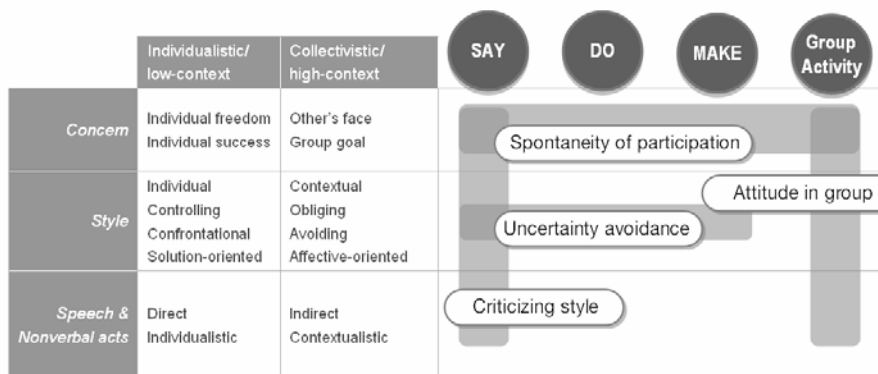 Individualistic/
low-context
Collectivistic/
high-context
SAY
DO
MAKE
Group
Activity
Concern
Individual freedom
Individual success
Other's face
Group goal
Spontaneity of participation
Style
Individual
Controlling
Confrontational
Solution-oriented
Contextual
Obliging
Avoiding
Affective-oriented
Attitude in group
Uncertainty avoidance
Speech &
Nonverbal acts
Direct
Individualistic
Indirect
Contextualistic
Criticizing style